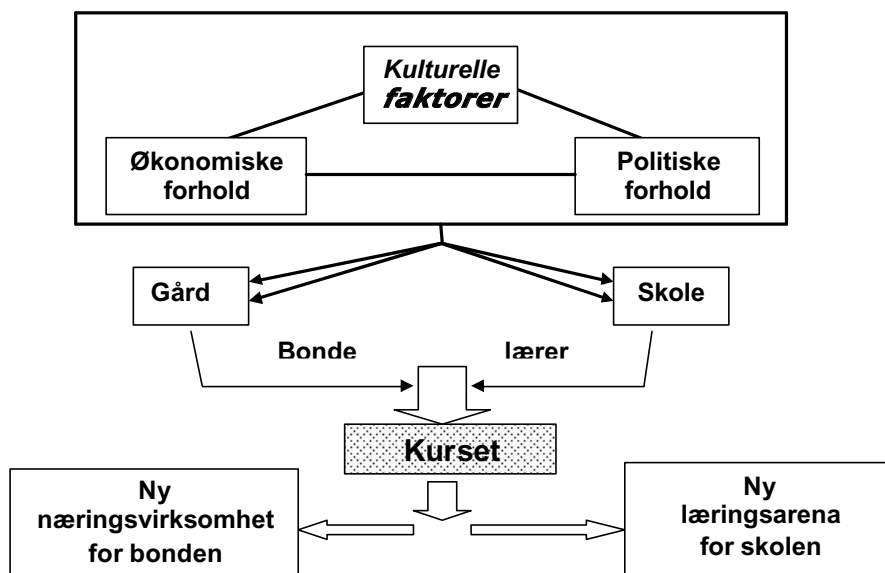 Kulturelle
faktorer
Økonomiske
forhold
Politiske
forhold
Gård
Skole
Bonde
lærer
Kurset
Ny
næringsvirksomhet
for bonden
Ny
læringsarena
for skolen